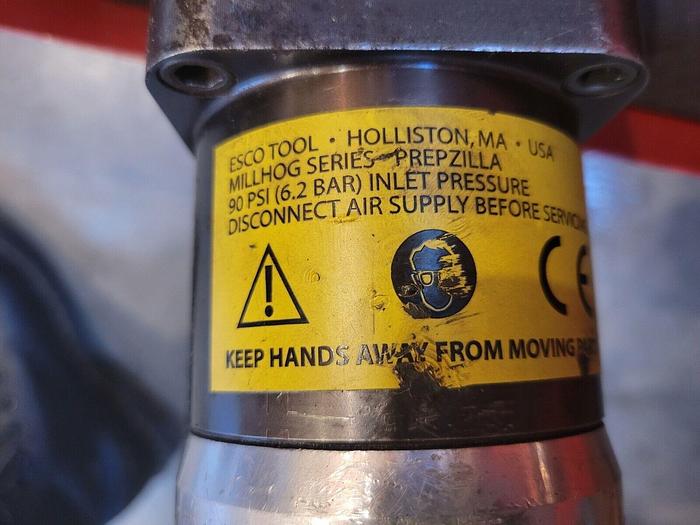 ESCO TOOL • HOLLISTON, MA • USA
MILLHOG SERIES - PREPZILLA
90 PSI (6.2 BAR) INLET PRESSURE
DISCONNECT AIR SUPPLY BEFORE
CE
KEEP HANDS AWAY FROM MOVING